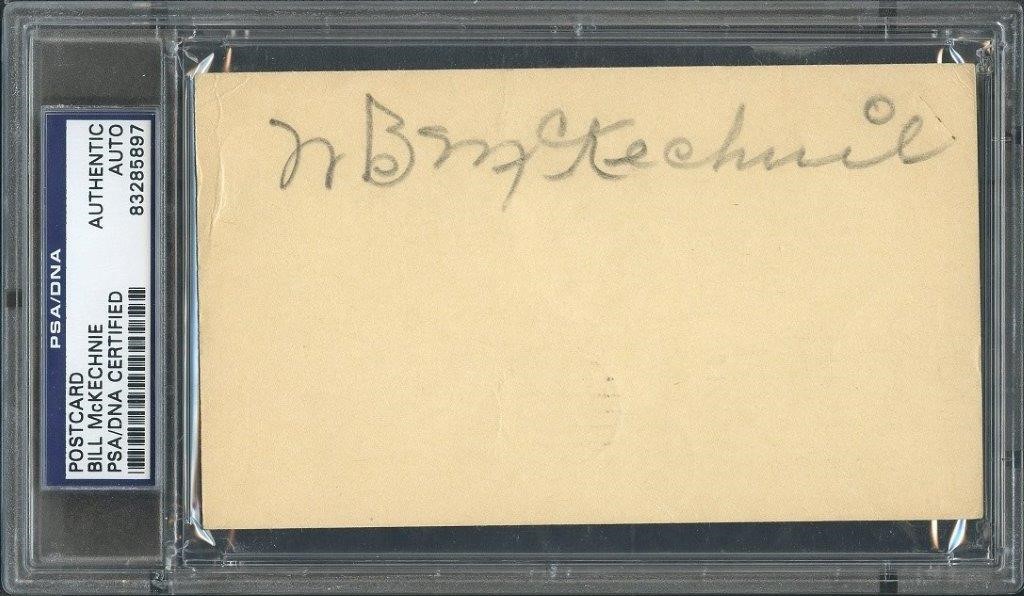 PSA/DNA
POSTCARD
BILL McKECHNIE
PSA/DNA CERTIFIED
AUTHENTIC
AUTO
83285897
W B McKechnie